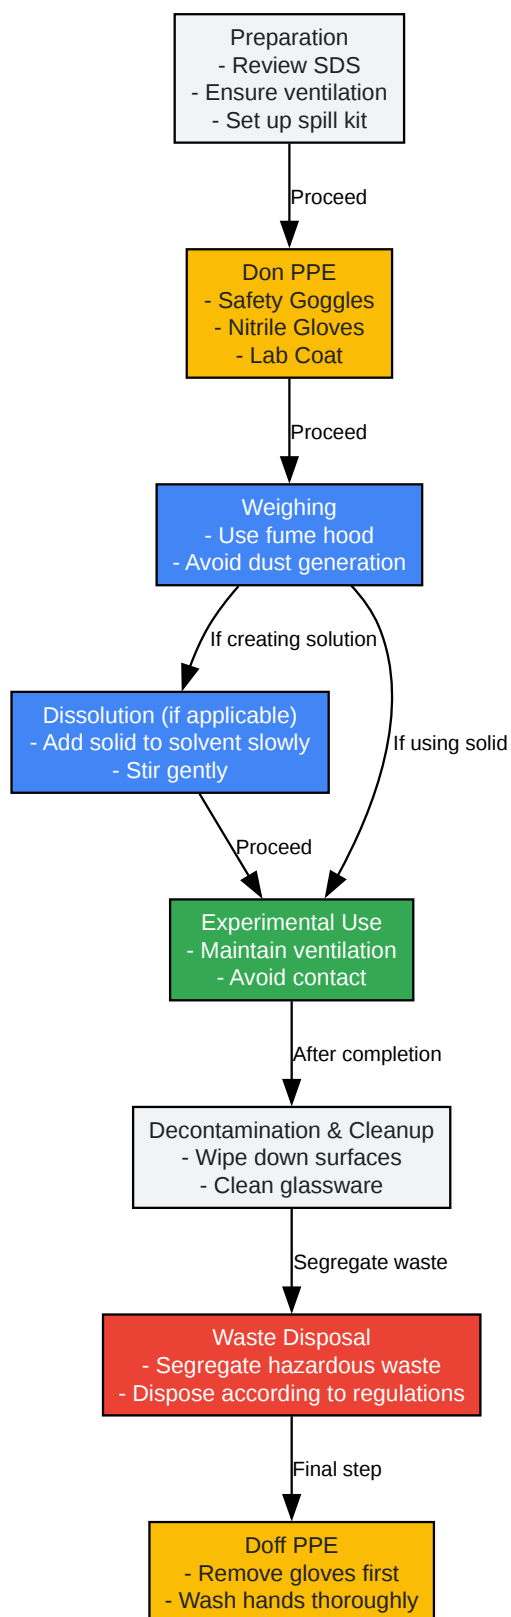 Preparation
- Review SDS
- Ensure ventilation
- Set up spill kit
Proceed
Don PPE
- Safety Goggles
- Nitrile Gloves
- Lab Coat
Proceed
Weighing
- Use fume hood
- Avoid dust generation
If creating solution
Dissolution (if applicable)
- Add solid to solvent slowly
- Stir gently
If using solid
Proceed
Experimental Use
- Maintain ventilation
- Avoid contact
After completion
Decontamination & Cleanup
- Wipe down surfaces
- Clean glassware
Segregate waste
Waste Disposal
- Segregate hazardous waste
- Dispose according to regulations
Final step
Doff PPE
- Remove gloves first
- Wash hands thoroughly